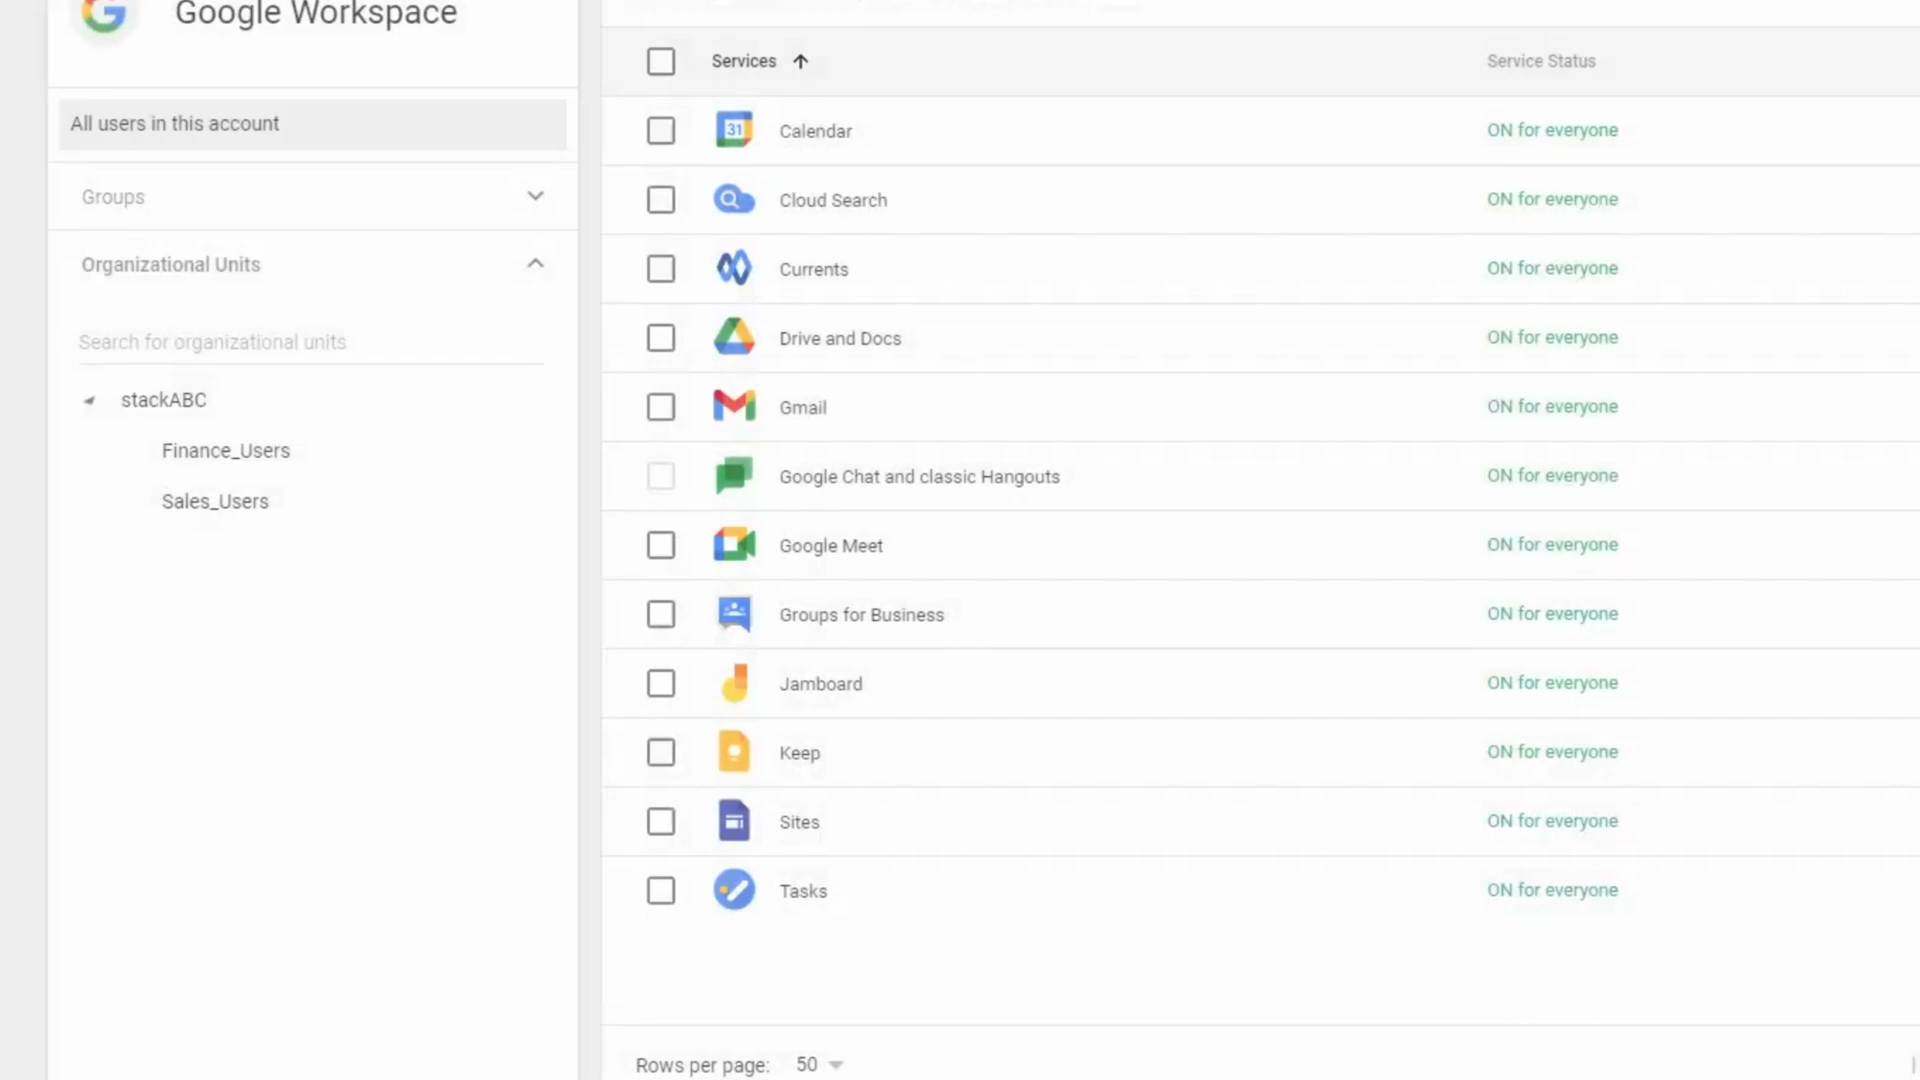 Google Workspace
All users in this account
Groups
Organizational Units
Search for organizational units
stackABC
Finance_Users
Sales_Users
Services Service Status
31 Calendar ON for everyone
Cloud Search ON for everyone
Currents ON for everyone
Drive and Docs ON for everyone
Gmail ON for everyone
Google Chat and classic Hangouts ON for everyone
Google Meet ON for everyone
Groups for Business ON for everyone
Jamboard ON for everyone
Keep ON for everyone
Sites ON for everyone
Tasks ON for everyone
Rows per page: 50